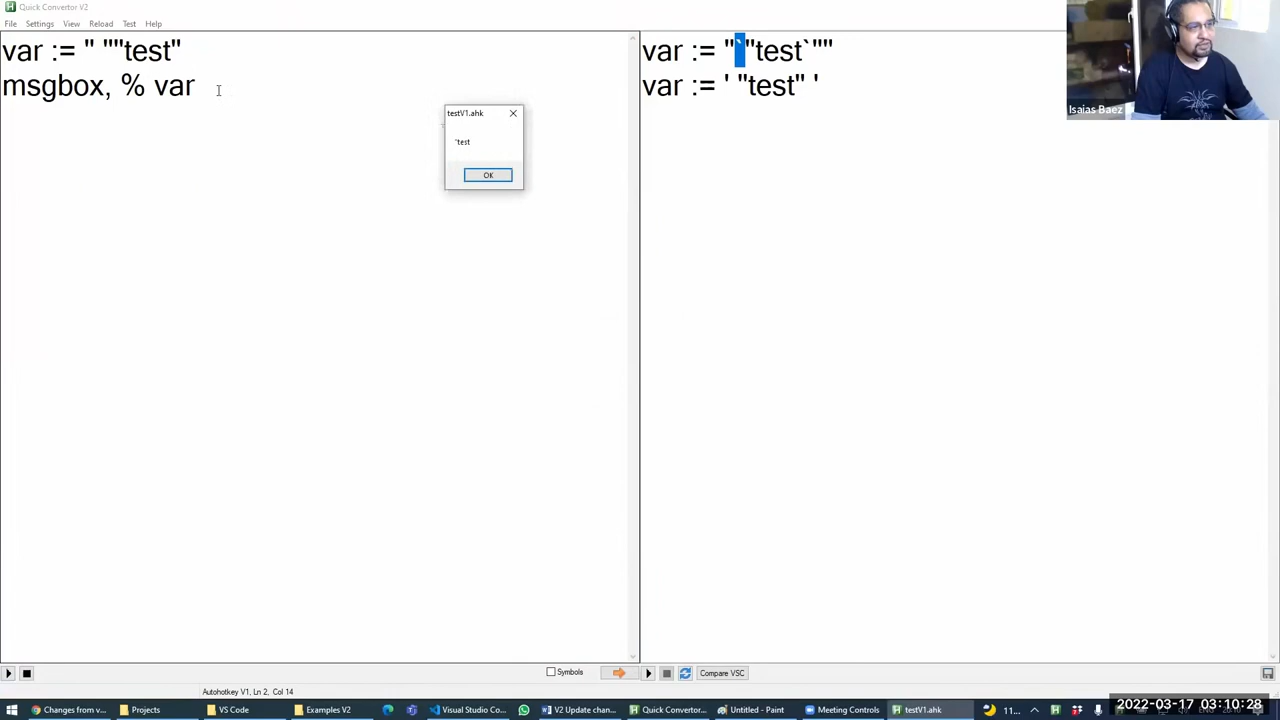 Quick Convertor V2
File Settings View Reload Test Help
var := " ""test"
msgbox, % var
var := "`"test`""
var := ' "test" '
testV1.ahk
"test
OK
Isaias Baez
Symbols
Compare VSC
Autohotkey V1, Ln 2, Col 14
Changes from v...
Projects
VS Code
Examples V2
Visual Studio Co...
V2 Update chan...
Quick Convertor...
Untitled - Paint
Meeting Controls
testV1.ahk
11...
2022-03-17 03:10:28